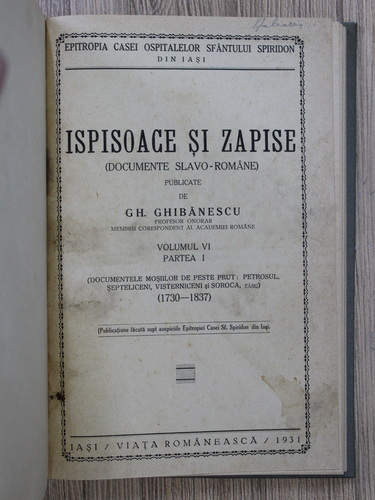 EPITROPIA CASEI OSPITALELOR SFÂNTULUI SPIRIDON
DIN IAȘI
ISPISOACE ȘI ZAPISE
(DOCUMENTE SLAVO-ROMÂNE)
PUBLICATE
DE
GH. GHIBĂNESCU
PROFESOR ONORAR
MEMBRU CORESPONDENT AL ACADEMIEI ROMÂNE
VOLUMUL VI
PARTEA I
(DOCUMENTELE MOȘIILOR DE PESTE PRUT: PETROSUL,
ȘEPTELICENI, VISTERNICENI și SOROCA, TÂRG)
(1730—1837)
(Publicațiune făcută supt auspiciile Epitropiei Casei Sf. Spiridon din Iași.
IAȘI / VIAȚA ROMÂNEASCĂ / 1931